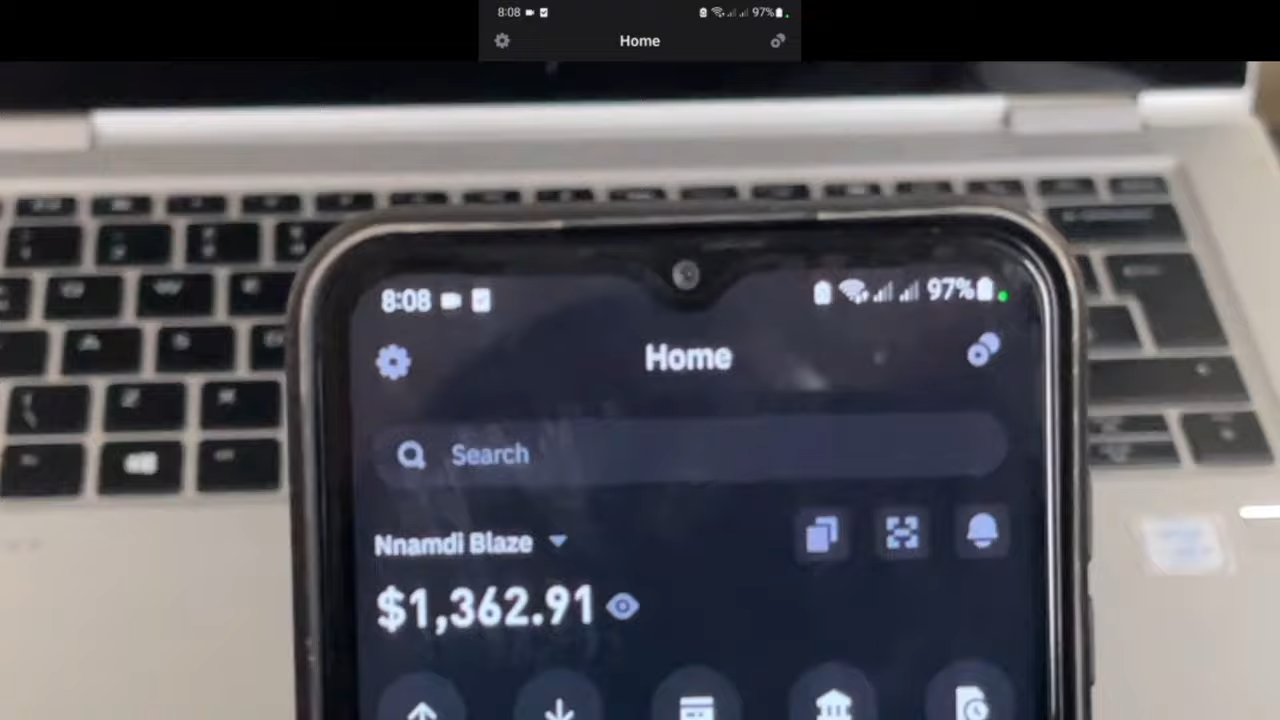 8:08 97%
Home
8:08 97%
Home
Search
Nnamdi Blaze
$1,362.91